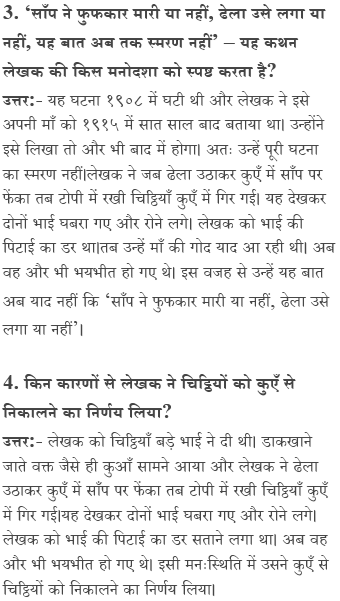 3. ‘साँप ने फुफकार मारी या नहीं, ढेला उसे लगा या
नहीं, यह बात अब तक स्मरण नहीं’ – यह कथन
लेखक की किस मनोदशा को स्पष्ट करता है?
उत्तर:- यह घटना १९०८ में घटी थी और लेखक ने इसे
अपनी माँ को १९१५ में सात साल बाद बताया था। उन्होंने
इसे लिखा तो और भी बाद में होगा। अतः उन्हें पूरी घटना
का स्मरण नहीं।लेखक ने जब ढेला उठाकर कुएँ में साँप पर
फेंका तब टोपी में रखी चिट्ठियाँ कुएँ में गिर गई। यह देखकर
दोनों भाई घबरा गए और रोने लगे। लेखक को भाई की
पिटाई का डर था।तब उन्हें माँ की गोद याद आ रही थी। अब
वह और भी भयभीत हो गए थे। इस वजह से उन्हें यह बात
अब याद नहीं कि ‘साँप ने फुफकार मारी या नहीं, ढेला उसे
लगा या नहीं’।
4. किन कारणों से लेखक ने चिट्ठियों को कुएँ से
निकालने का निर्णय लिया?
उत्तर:- लेखक को चिट्ठियाँ बड़े भाई ने दी थी। डाकखाने
जाते वक्त जैसे ही कुआँ सामने आया और लेखक ने ढेला
उठाकर कुएँ में साँप पर फेंका तब टोपी में रखी चिट्ठियाँ कुएँ
में गिर गई।यह देखकर दोनों भाई घबरा गए और रोने लगे।
लेखक को भाई की पिटाई का डर सताने लगा था। अब वह
और भी भयभीत हो गए थे। इसी मनःस्थिति में उसने कुएँ से
चिट्ठियों को निकालने का निर्णय लिया।